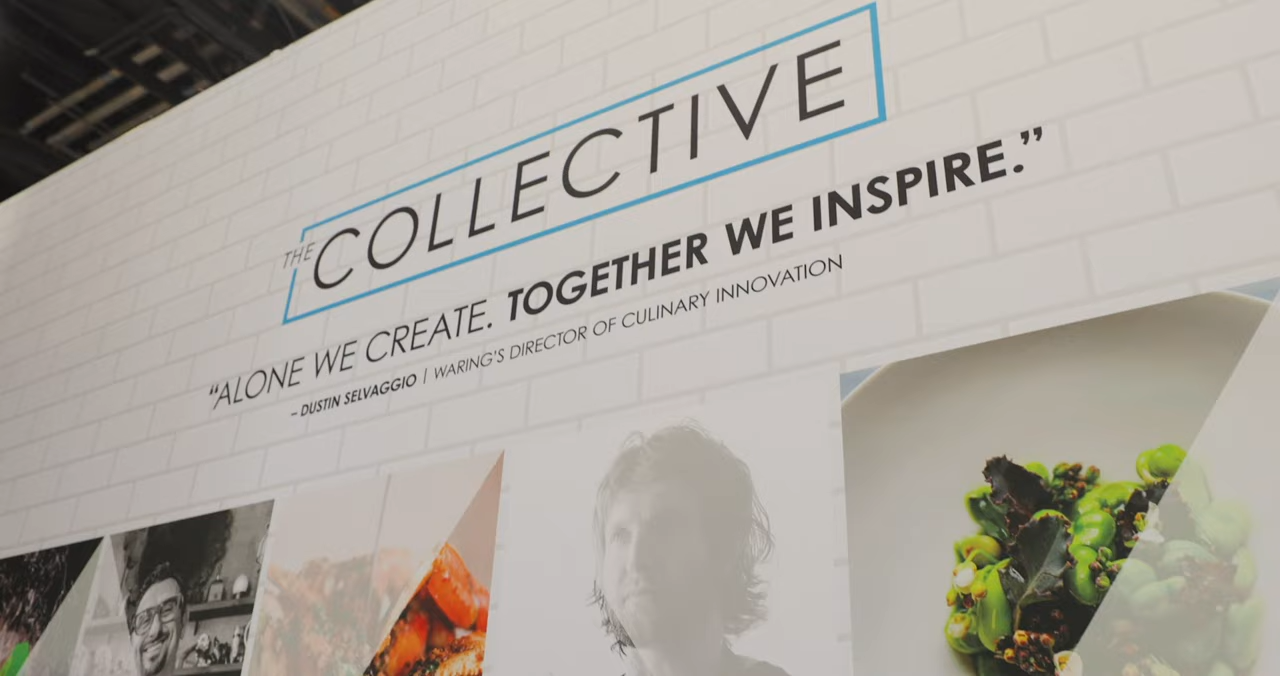 THE COLLECTIVE
“ALONE WE CREATE. TOGETHER WE INSPIRE.”
– DUSTIN SELVAGGIO | WARING’S DIRECTOR OF CULINARY INNOVATION